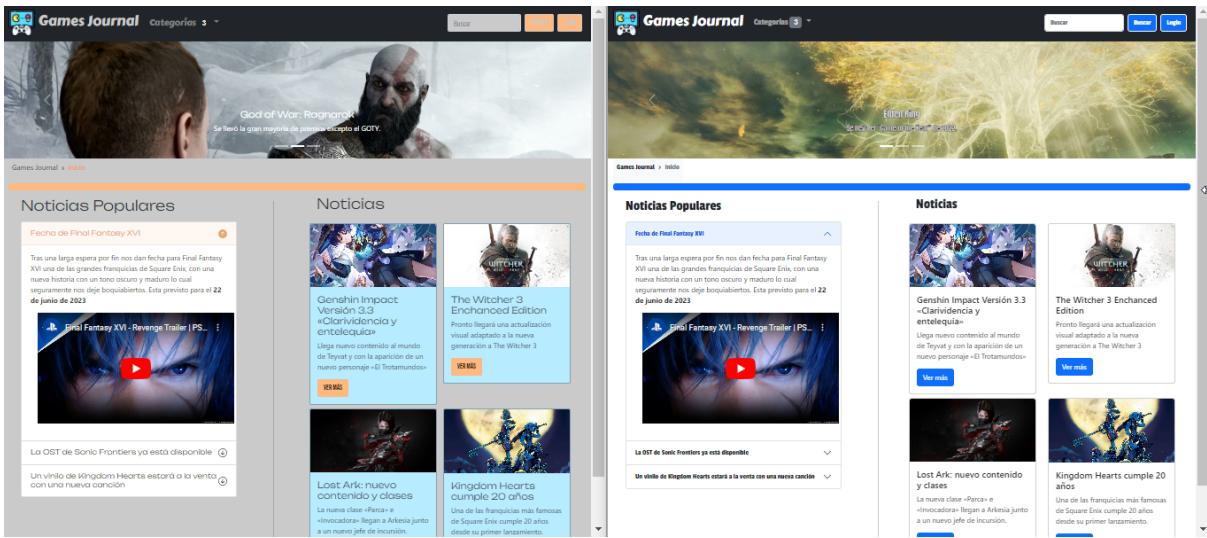 Games Journal Categorías 3
Buscar
God of War: Ragnarok
Se llevó la gran mayoría de premios excepto el GOTY.
Games Journal › Inicio
Noticias Populares
Fecha de Final Fantasy XVI
Tras una larga espera por fin nos dan fecha para Final Fantasy
XVI una de las grandes franquicias de Square Enix, con una
nueva historia con un tono oscuro y maduro lo cual
seguramente nos deje boquiabiertos. Esta previsto para el 22
de junio de 2023
Final Fantasy XVI - Revenge Trailer | PS...
La OST de Sonic Frontiers ya está disponible
Un vinilo de Kingdom Hearts estará a la venta
con una nueva canción
Noticias
Genshin Impact
Versión 3.3
«Clarividencia y
entelequia»
Llega nuevo contenido al mundo
de Teyvat y con la aparición de un
nuevo personaje «El Trotamundos»
VER MÁS
WITCHER
The Witcher 3
Enchanced Edition
Pronto llegará una actualización
visual adaptado a la nueva
generación a The Witcher 3
VER MÁS
Lost Ark: nuevo
contenido y clases
La nueva clase «Parca» e
«Invocadora» llegan a Arkesia junto
a un nuevo jefe de incursión.
Kingdom Hearts
cumple 20 años
Una de las franquicias más famosas
de Square Enix cumple 20 años
desde su primer lanzamiento.
Games Journal Categorías 3
Buscar
Buscar
Login
Elden Ring
Games Journal › Inicio
Noticias Populares
Fecha de Final Fantasy XVI
Tras una larga espera por fin nos dan fecha para Final Fantasy
XVI una de las grandes franquicias de Square Enix, con una
nueva historia con un tono oscuro y maduro lo cual
seguramente nos deje boquiabiertos. Esta previsto para el 22
de junio de 2023
Final Fantasy XVI - Revenge Trailer | PS...
La OST de Sonic Frontiers ya está disponible
Un vinilo de Kingdom Hearts estará a la venta con una nueva canción
Noticias
Genshin Impact Versión 3.3
«Clarividencia y
entelequia»
Llega nuevo contenido al mundo
de Teyvat y con la aparición de un
nuevo personaje «El Trotamundos»
Ver más
WITCHER
The Witcher 3 Enchanced
Edition
Pronto llegará una actualización
visual adaptado a la nueva
generación a The Witcher 3
Ver más
Lost Ark: nuevo contenido
y clases
La nueva clase «Parca» e
«Invocadora» llegan a Arkesia junto
a un nuevo jefe de incursión.
Kingdom Hearts cumple 20
años
Una de las franquicias más famosas
de Square Enix cumple 20 años
desde su primer lanzamiento.